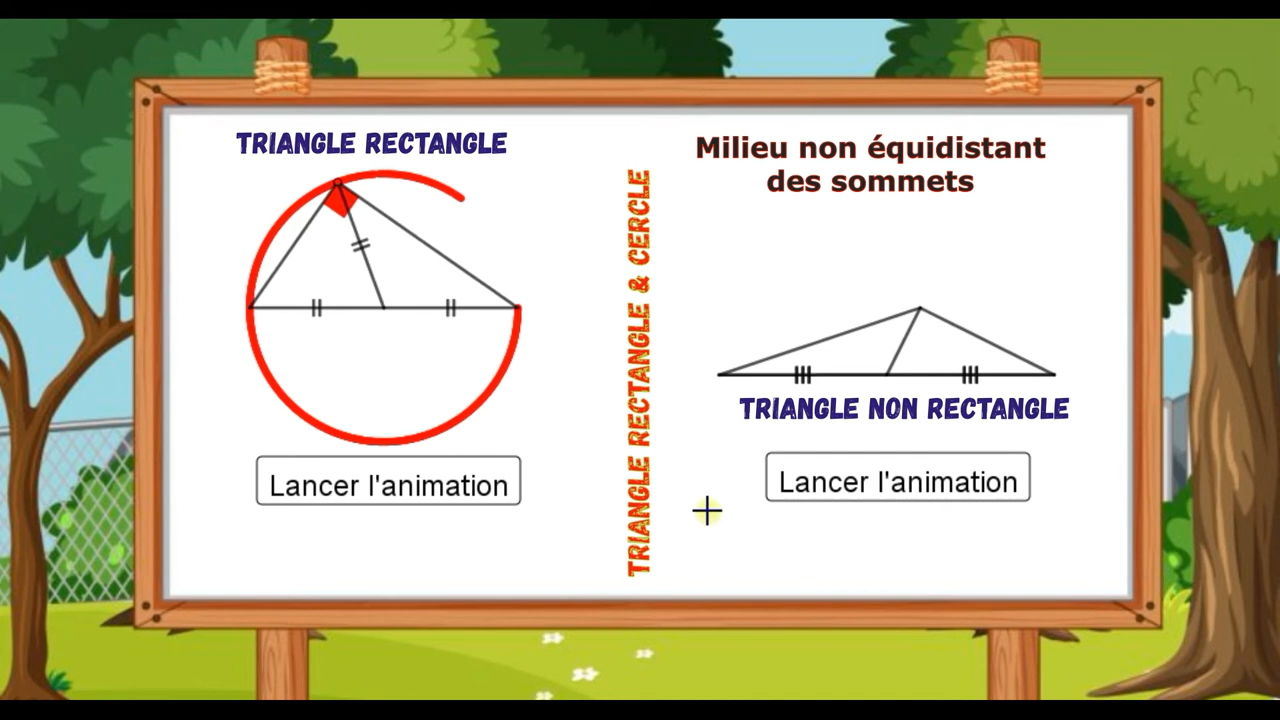 TRIANGLE RECTANGLE
Lancer l'animation
TRIANGLE RECTANGLE & CERCLE
Milieu non équidistant
des sommets
TRIANGLE NON RECTANGLE
Lancer l'animation